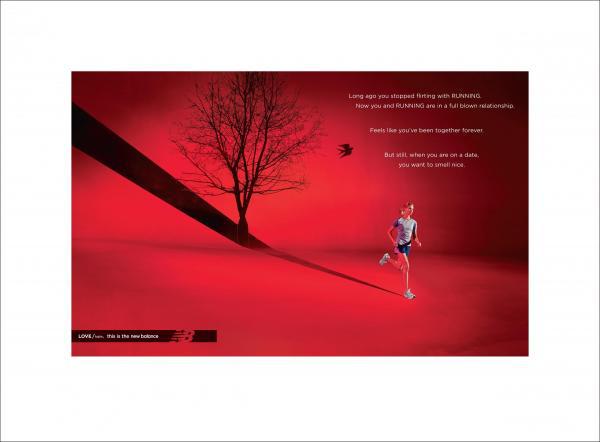 Long ago you stopped flirting with RUNNING.
Now you and RUNNING are in a full blown relationship.
Feels like you've been together forever.
But still, when you are on a date,
you want to smell nice.
LOVE/ this is the new balance